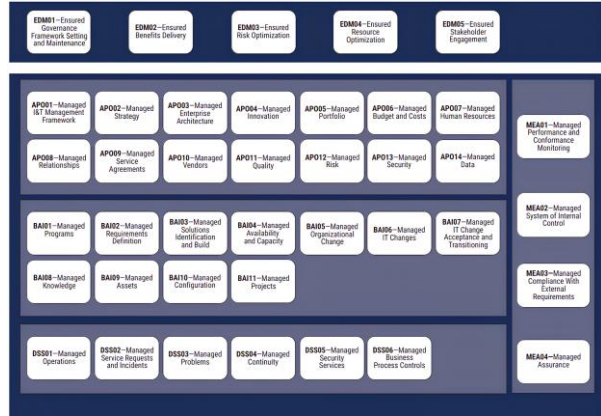 EDM01—Ensured
Governance
Framework Setting
and Maintenance
EDM02—Ensured
Benefits Delivery
EDM03—Ensured
Risk Optimization
EDM04—Ensured
Resource
Optimization
EDM05—Ensured
Stakeholder
Engagement
APO01—Managed
I&T Management
Framework
APO02—Managed
Strategy
APO03—Managed
Enterprise
Architecture
APO04—Managed
Innovation
APO05—Managed
Portfolio
APO06—Managed
Budget and Costs
APO07—Managed
Human Resources
APO08—Managed
Relationships
APO09—Managed
Service
Agreements
APO10—Managed
Vendors
APO11—Managed
Quality
APO12—Managed
Risk
APO13—Managed
Security
APO14—Managed
Data
BAI01—Managed
Programs
BAI02—Managed
Requirements
Definition
BAI03—Managed
Solutions
Identification
and Build
BAI04—Managed
Availability
and Capacity
BAI05—Managed
Organizational
Change
BAI06—Managed
IT Changes
BAI07—Managed
IT Change
Acceptance and
Transitioning
BAI08—Managed
Knowledge
BAI09—Managed
Assets
BAI10—Managed
Configuration
BAI11—Managed
Projects
DSS01—Managed
Operations
DSS02—Managed
Service Requests
and Incidents
DSS03—Managed
Problems
DSS04—Managed
Continuity
DSS05—Managed
Security
Services
DSS06—Managed
Business
Process Controls
MEA01—Managed
Performance and
Conformance
Monitoring
MEA02—Managed
System of Internal
Control
MEA03—Managed
Compliance With
External
Requirements
MEA04—Managed
Assurance